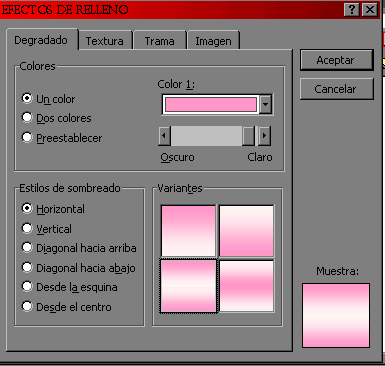 EFECTOS DE RELLENO
Degradado Textura Trama Imagen
Aceptar
Cancelar
Colores
Un color
Dos colores
Preestablecer
Color 1:
Oscuro Claro
Estilos de sombreado
Horizontal
Vertical
Diagonal hacia arriba
Diagonal hacia abajo
Desde la esquina
Desde el centro
Variantes
Muestra: